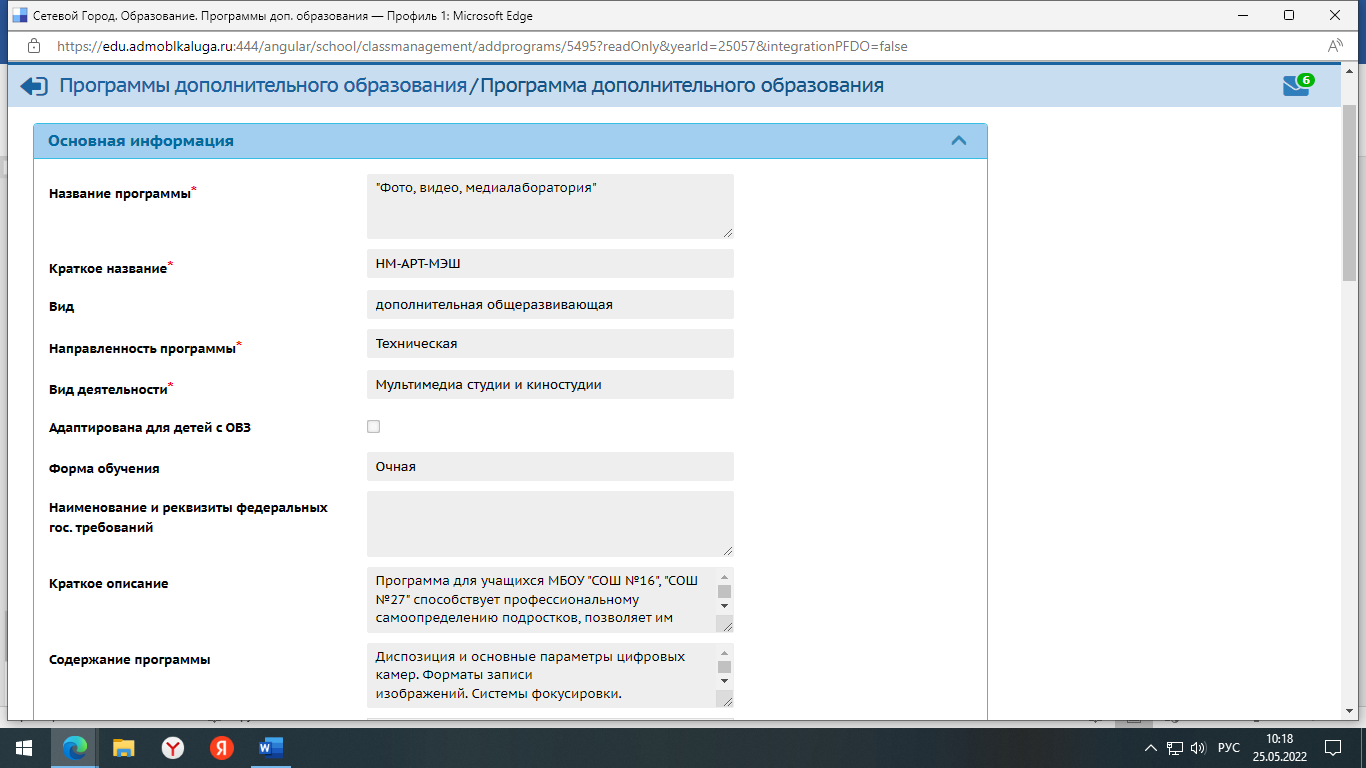 Сетевой Город. Образование. Программы доп. образования — Профиль 1: Microsoft Edge
https://edu.admoblkaluga.ru:444/angular/school/classmanagement/addprograms/5495?readOnly&yearId=25057&integrationPFDO=false
Программы дополнительного образования / Программа дополнительного образования
6
Основная информация
Название программы*
"Фото, видео, медиалаборатория"
Краткое название*
НМ-АРТ-МЭШ
Вид
дополнительная общеразвивающая
Направленность программы*
Техническая
Вид деятельности*
Мультимедиа студии и киностудии
Адаптирована для детей с ОВЗ
Форма обучения
Очная
Наименование и реквизиты федеральных
гос. требований
Краткое описание
Программа для учащихся МБОУ "СОШ №16", "СОШ
№27" способствует профессиональному
самоопределению подростков, позволяет им
Содержание программы
Диспозиция и основные параметры цифровых
камер. Форматы записи
изображений. Системы фокусировки.
РУС
10:18
25.05.2022